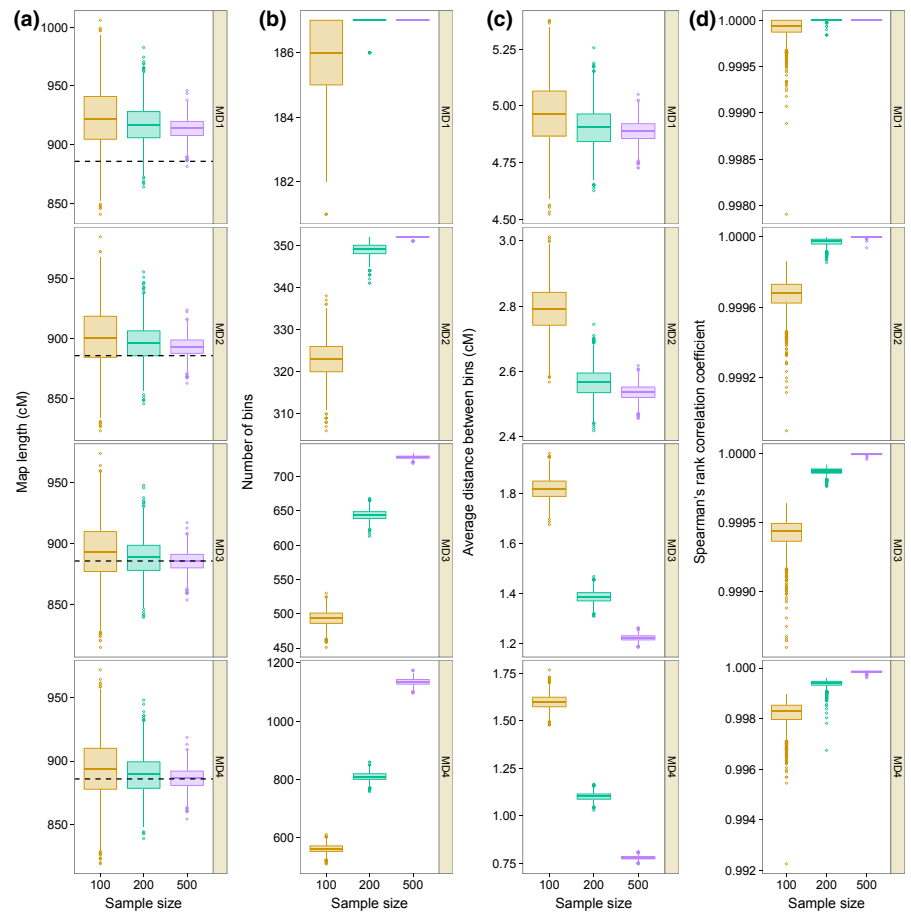 (a)
Map length (cM)
1000
950
900
850
MD1
950
900
850
MD2
950
900
850
MD3
950
900
850
MD4
100 200 500
Sample size
(b)
Number of bins
186
184
182
MD1
350
340
330
320
310
MD2
700
650
600
550
500
450
MD3
1200
1000
800
600
MD4
100 200 500
Sample size
(c)
Average distance between bins (cM)
5.25
5.00
4.75
4.50
MD1
3.0
2.8
2.6
2.4
MD2
1.8
1.6
1.4
1.2
MD3
1.75
1.50
1.25
1.00
0.75
MD4
100 200 500
Sample size
(d)
Spearman's rank correlation coefficient
1.0000
0.9995
0.9990
0.9985
0.9980
MD1
1.0000
0.9996
0.9992
MD2
1.0000
0.9995
0.9990
MD3
1.000
0.998
0.996
0.994
0.992
MD4
100 200 500
Sample size